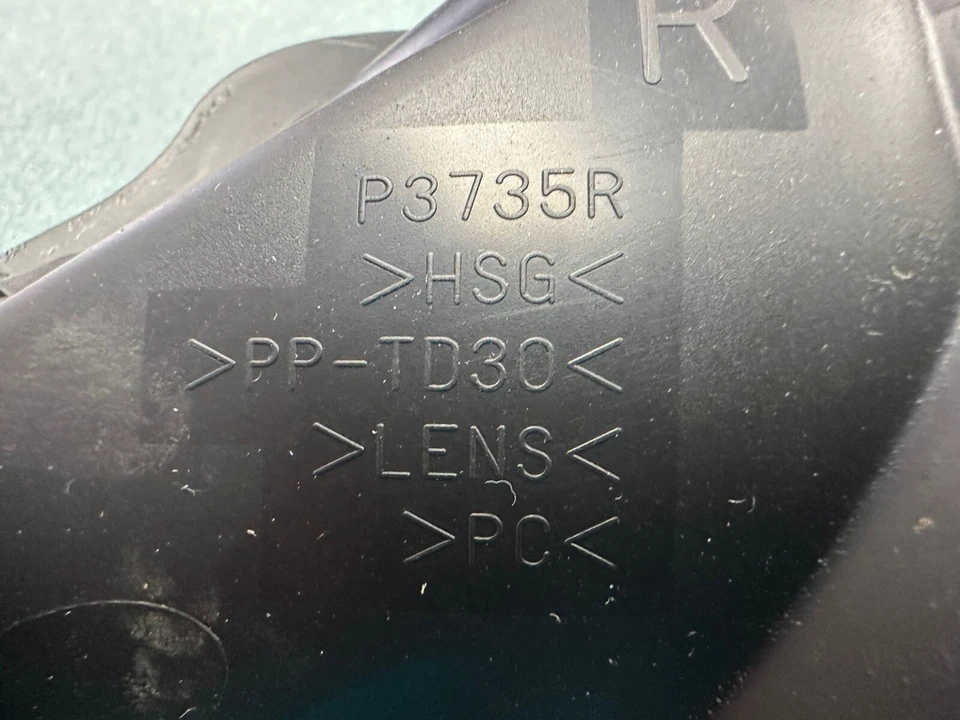 R
P3735R
>HSG<
>PP-TD30<
>LENS<
>PC<